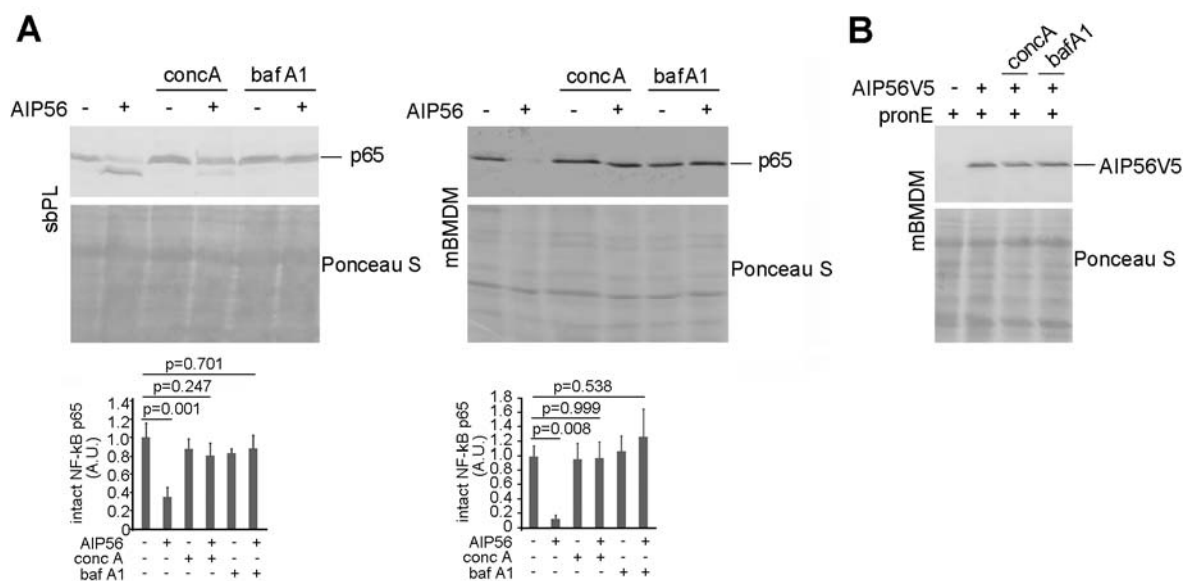 A
concA bafA1
AIP56 - + - + - +
p65
sbPL
Ponceau S
p=0.701
p=0.247
p=0.001
1.4
1.2
1.0
0.8
0.6
0.4
0.2
0
intact NF-kB p65
(A.U.)
AIP56 - + - + - +
conc A - - + + - -
baf A1 - - - - + +
concA bafA1
AIP56 - + - + - +
p65
mBMDM
Ponceau S
p=0.538
p=0.999
p=0.008
1.8
1.6
1.4
1.2
1.0
0.8
0.6
0.4
0.2
0
intact NF-kB p65
(A.U.)
AIP56 - + - + - +
conc A - - + + - -
baf A1 - - - - + +
B
concA bafA1
AIP56V5 - + + +
pronE + + + +
AIP56V5
mBMDM
Ponceau S